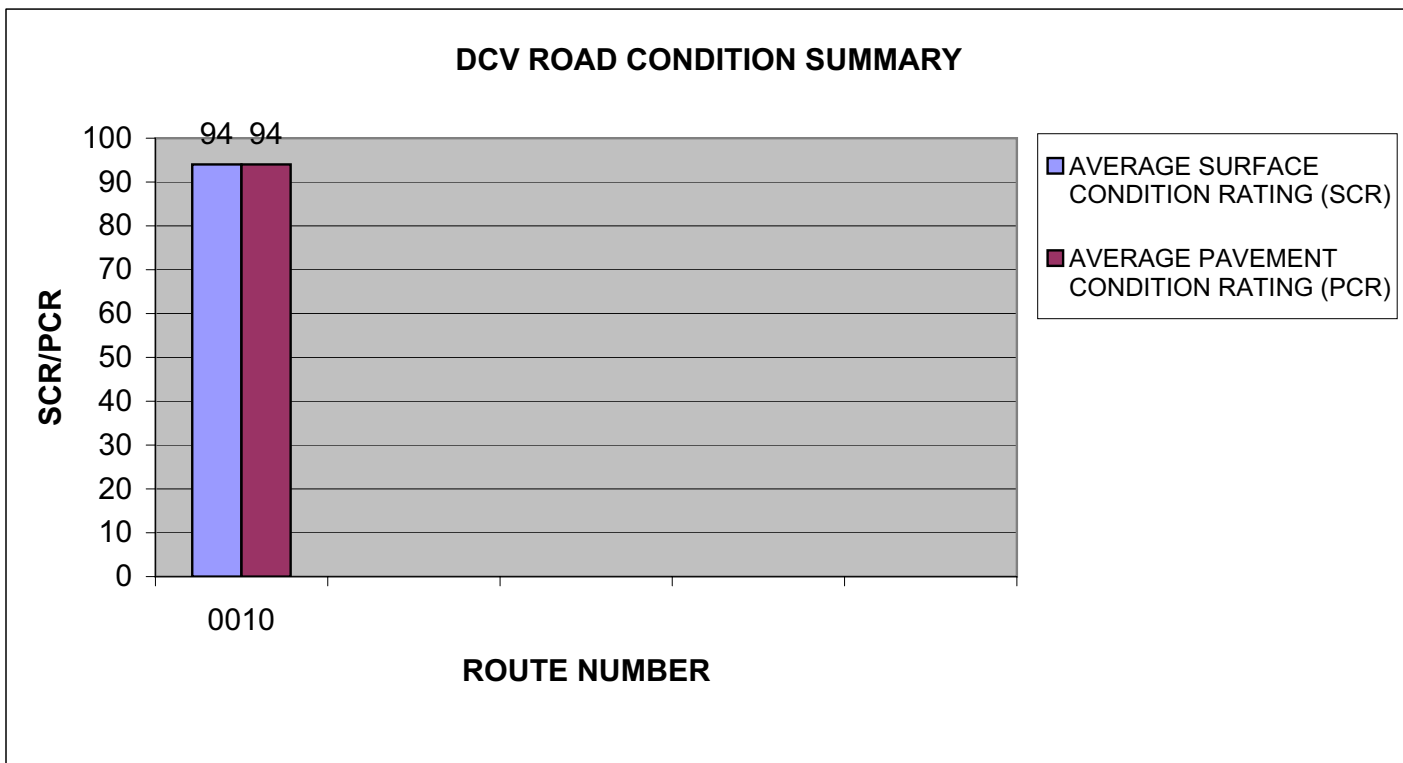 DCV ROAD CONDITION SUMMARY
94 94
100
90
80
70
60
50
40
30
20
10
0
SCR/PCR
0010
ROUTE NUMBER
AVERAGE SURFACE
CONDITION RATING (SCR)
AVERAGE PAVEMENT
CONDITION RATING (PCR)